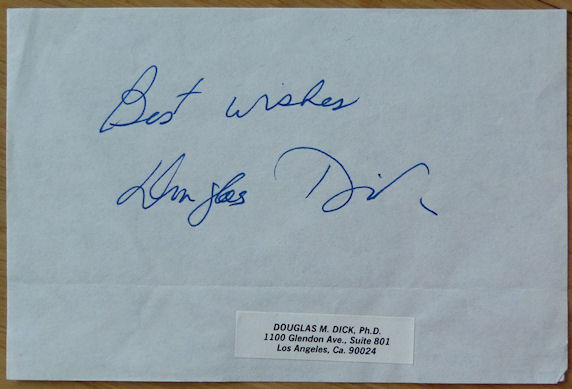 Best wishes
Douglas Dick
DOUGLAS M. DICK, Ph.D.
1100 Glendon Ave., Suite 801
Los Angeles, Ca. 90024